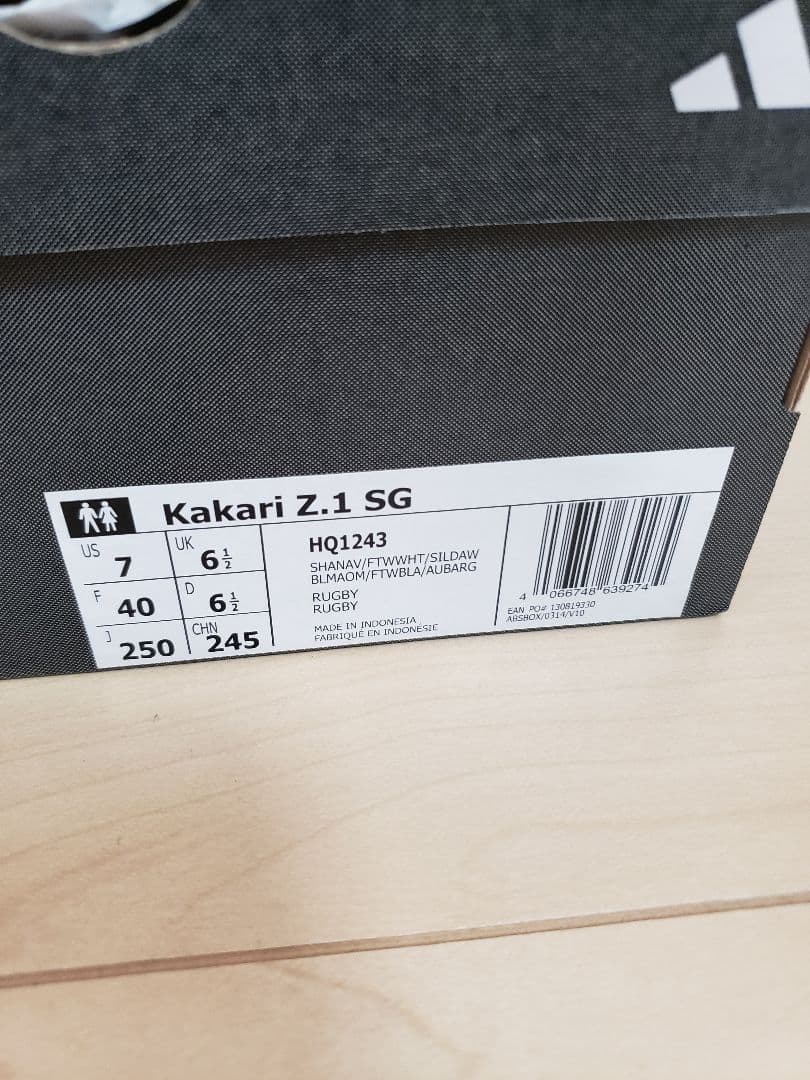 Kakari Z.1 SG
US 7 UK 6½
F 40 D 6½
J 250 CHN 245
HQ1243
SHANAV/FTWWHT/SILDAW
BLMAOM/FTWBLA/AUBARG
RUGBY
RUGBY
MADE IN INDONESIA
FABRIQUÉ EN INDONÉSIE
4 066748 639274
EAN PO# 130819330
ABSBOX/0314/V10